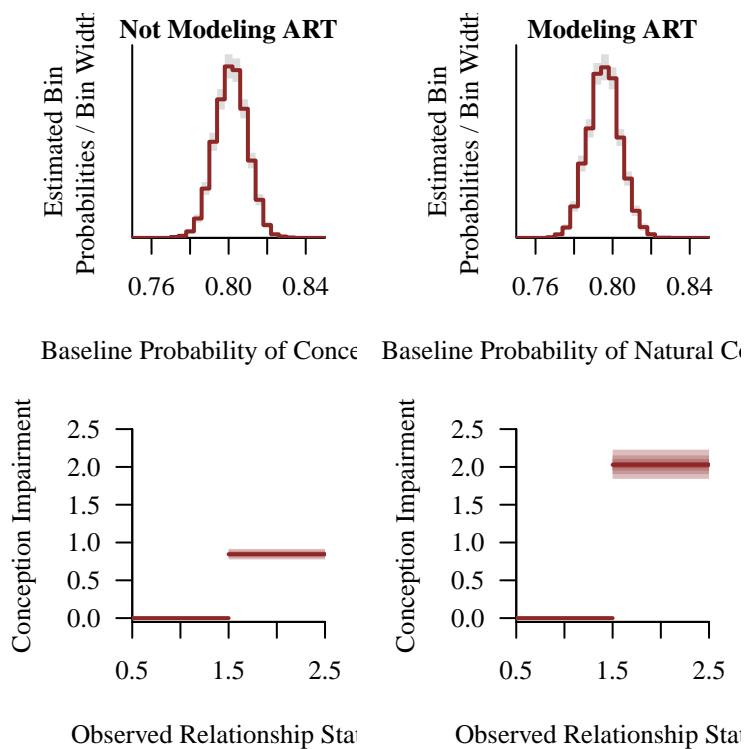 Not Modeling ART
Estimated Bin
Probabilities / Bin Width
0.76 0.80 0.84
Baseline Probability of Conce
Modeling ART
Estimated Bin
Probabilities / Bin Width
0.76 0.80 0.84
Baseline Probability of Natural Co
Conception Impairment
2.5
2.0
1.5
1.0
0.5
0.0
0.5 1.5 2.5
Observed Relationship Stat
Conception Impairment
2.5
2.0
1.5
1.0
0.5
0.0
0.5 1.5 2.5
Observed Relationship Stat